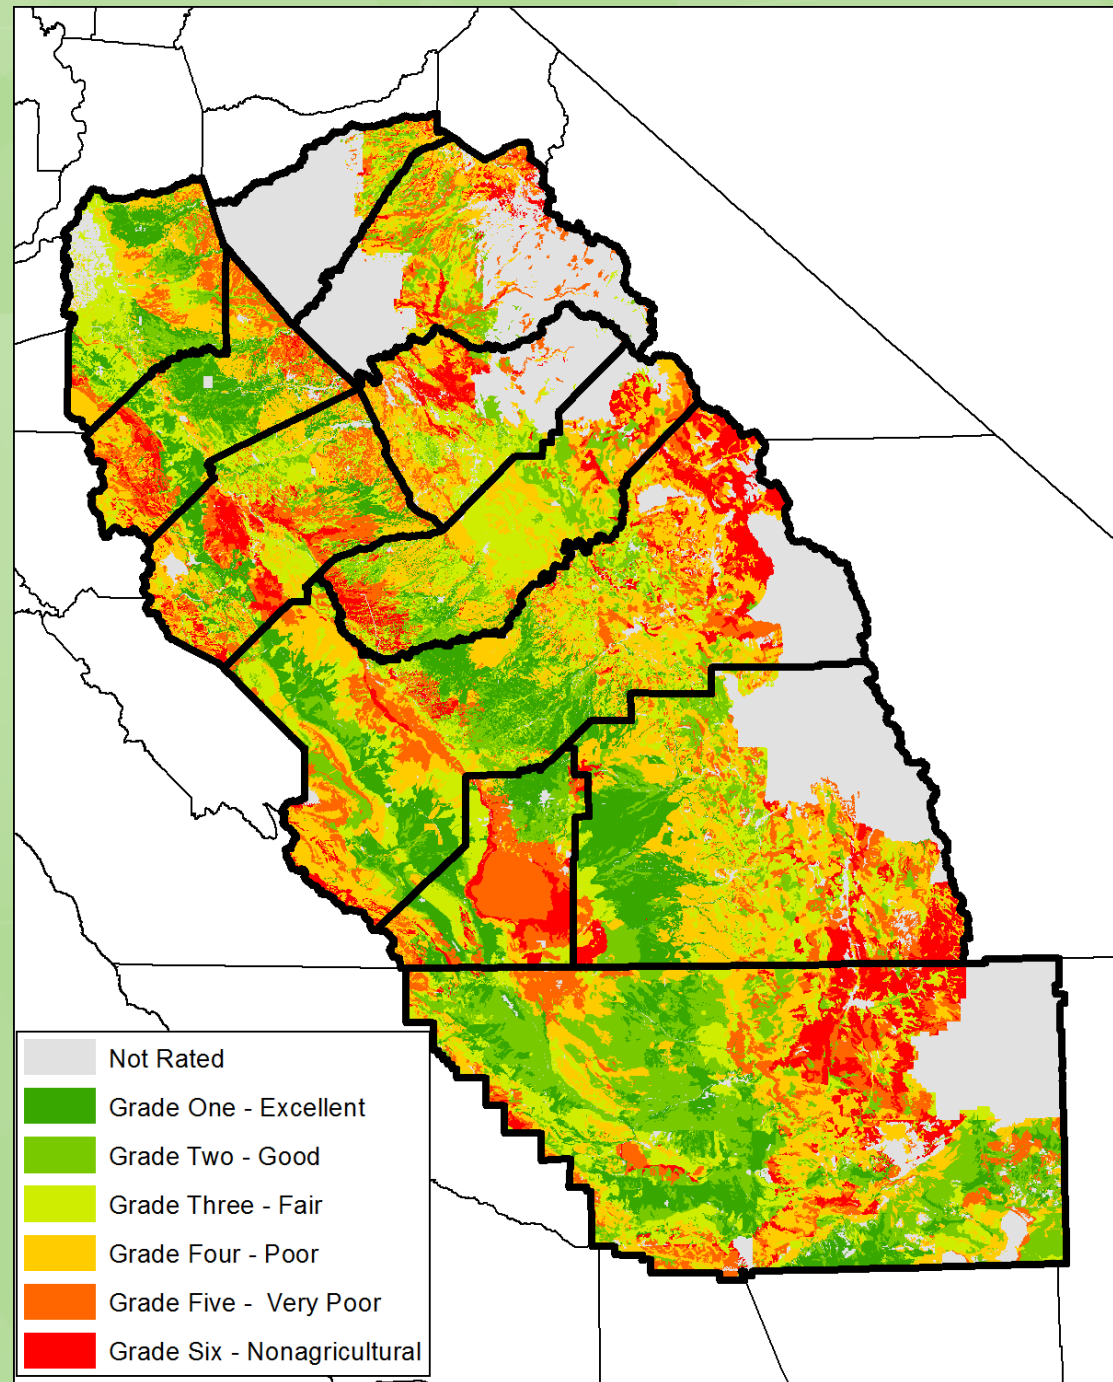 Not Rated
Grade One - Excellent
Grade Two - Good
Grade Three - Fair
Grade Four - Poor
Grade Five -  Very Poor
Grade Six - Nonagricultural